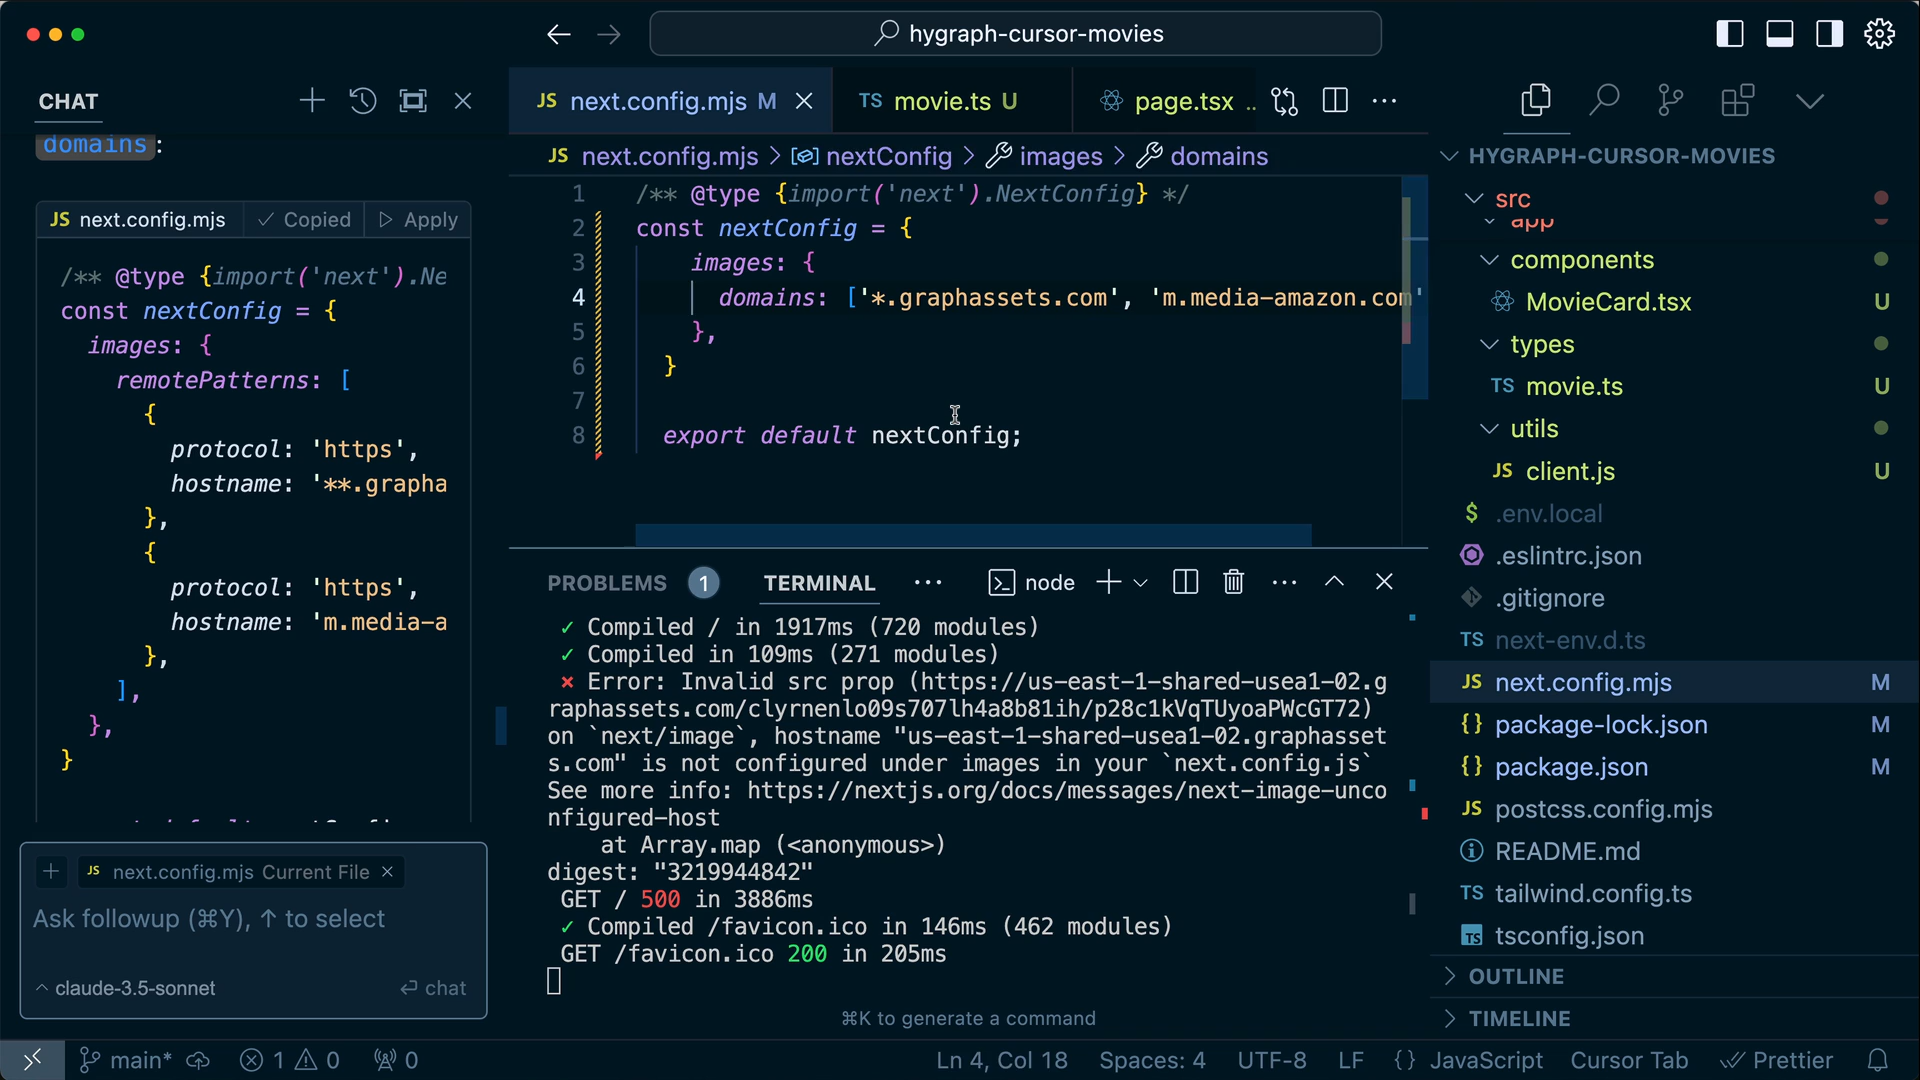 hygraph-cursor-movies
CHAT
domains:
JS next.config.mjs Copied Apply
/** @type {import('next').Ne
const nextConfig = {
images: {
remotePatterns: [
{
protocol: 'https',
hostname: '**.grapha
},
{
protocol: 'https',
hostname: 'm.media-a
},
],
},
}
JS next.config.mjs Current File
Ask followup (⌘Y), ↑ to select
claude-3.5-sonnet
chat
JS next.config.mjs M
TS movie.ts U
page.tsx ..
JS next.config.mjs > nextConfig > images > domains
1 /** @type {import('next').NextConfig} */
2 const nextConfig = {
3 images: {
4 domains: ['*.graphassets.com', 'm.media-amazon.com'
5 },
6 }
7
8 export default nextConfig;
PROBLEMS 1 TERMINAL ... node
✓ Compiled / in 1917ms (720 modules)
✓ Compiled in 109ms (271 modules)
⨯ Error: Invalid src prop (https://us-east-1-shared-usea1-02.g
raphassets.com/clyrnenlo09s707lh4a8b81ih/p28c1kVqTUyoaPWcGT72)
on `next/image`, hostname "us-east-1-shared-usea1-02.graphasset
s.com" is not configured under images in your `next.config.js`
See more info: https://nextjs.org/docs/messages/next-image-unco
nfigured-host
at Array.map (<anonymous>)
digest: "3219944842"
GET / 500 in 3886ms
✓ Compiled /favicon.ico in 146ms (462 modules)
GET /favicon.ico 200 in 205ms
⌘K to generate a command
HYGRAPH-CURSOR-MOVIES
src
app
components
MovieCard.tsx U
types
TS movie.ts U
utils
JS client.js U
$ .env.local
.eslintrc.json
.gitignore
TS next-env.d.ts
JS next.config.mjs M
{} package-lock.json M
{} package.json M
JS postcss.config.mjs
README.md
TS tailwind.config.ts
TS tsconfig.json
OUTLINE
TIMELINE
main* 1 0 0 Ln 4, Col 18 Spaces: 4 UTF-8 LF {} JavaScript Cursor Tab Prettier